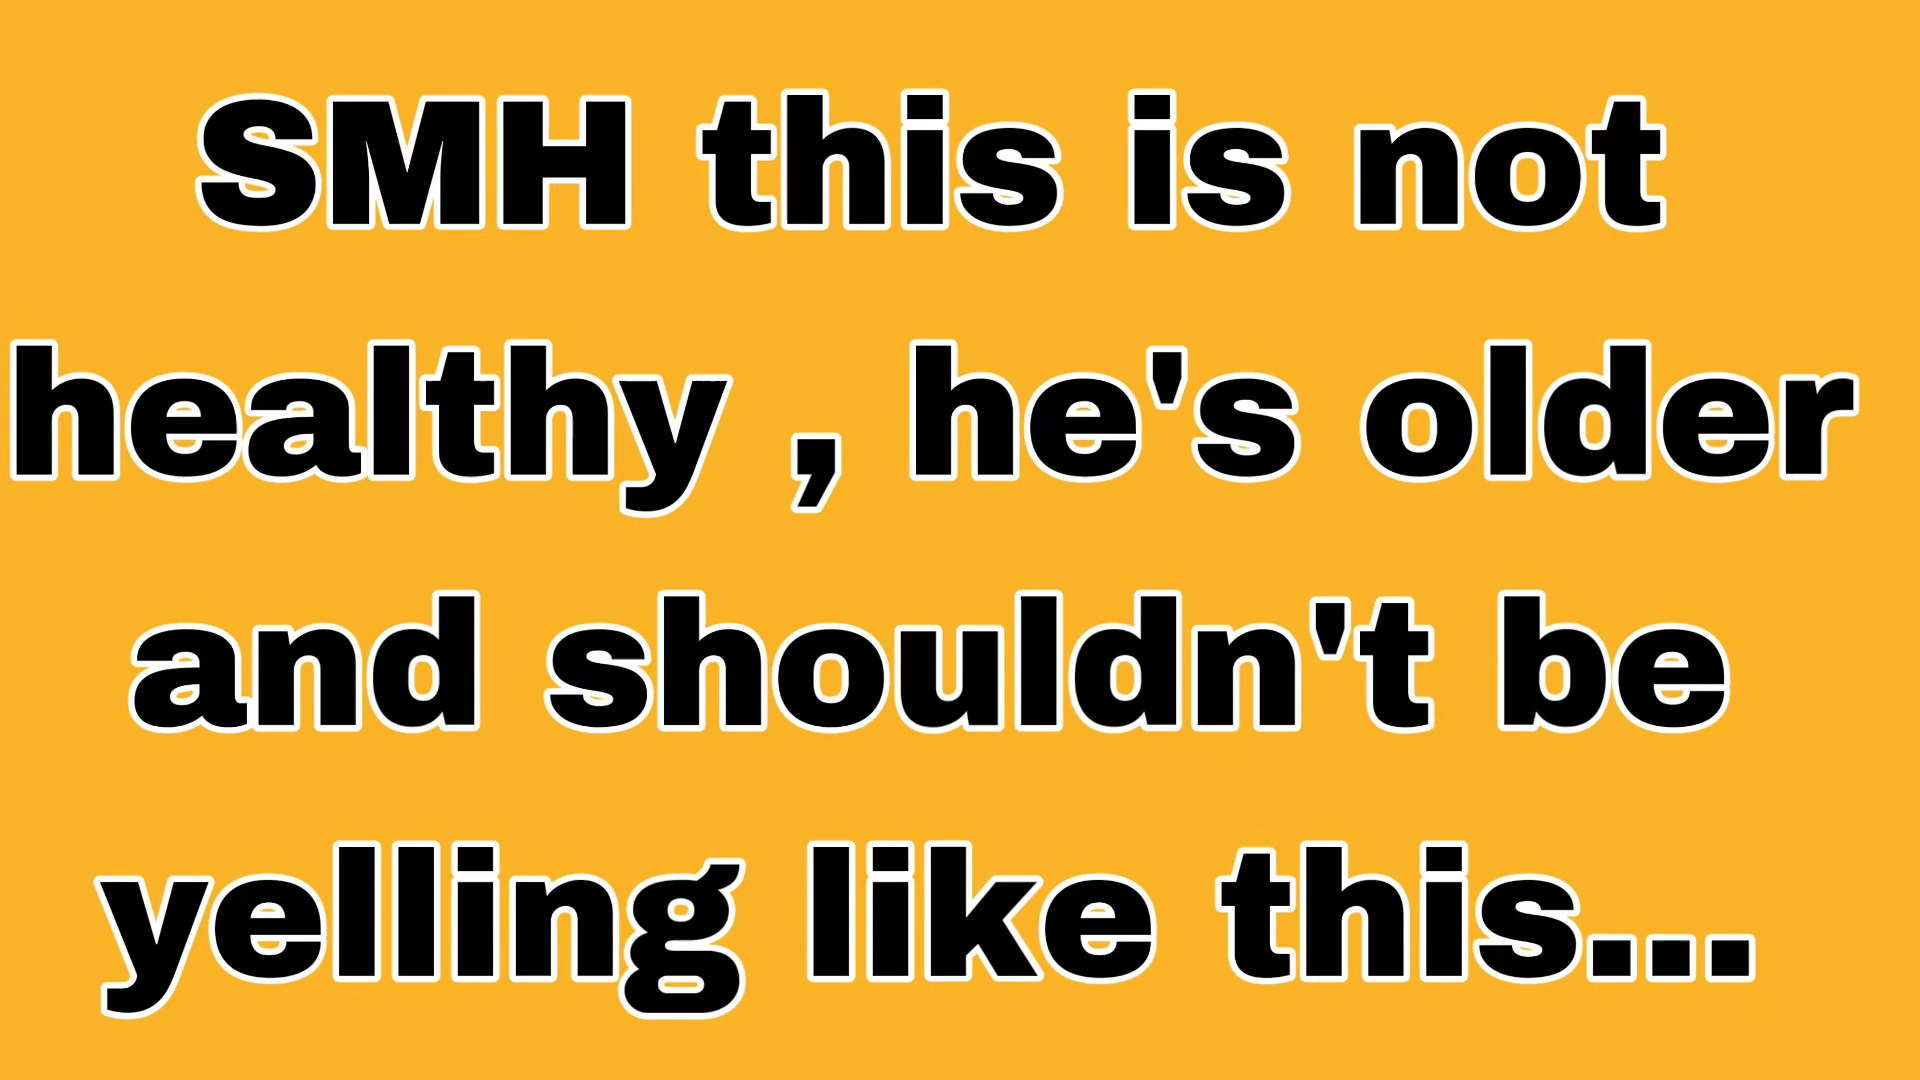 SMH this is not
healthy , he's older
and shouldn't be
yelling like this...